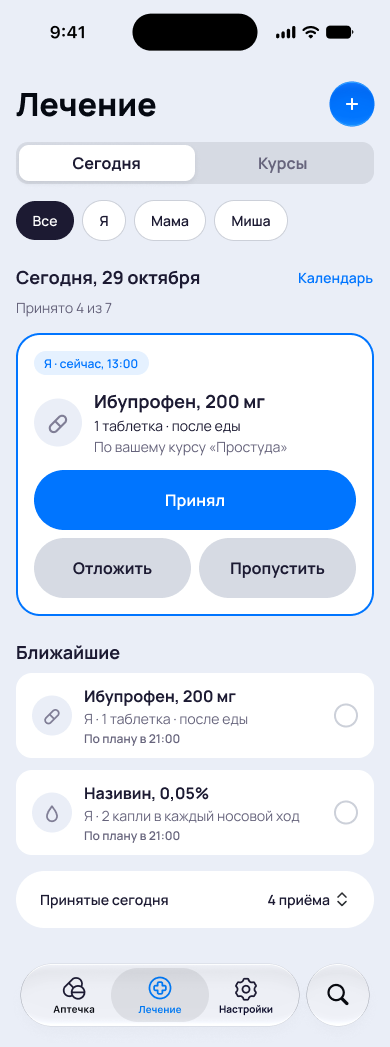 9:41
Лечение
Сегодня
Курсы
Все
Я
Мама
Миша
Сегодня, 29 октября
Календарь
Принято 4 из 7
Я · сейчас, 13:00
Ибупрофен, 200 мг
1 таблетка · после еды
По вашему курсу «Простуда»
Принял
Отложить
Пропустить
Ближайшие
Ибупрофен, 200 мг
Я · 1 таблетка · после еды
По плану в 21:00
Називин, 0,05%
Я · 2 капли в каждый носовой ход
По плану в 21:00
Принятые сегодня
4 приёма
Аптечка
Лечение
Настройки